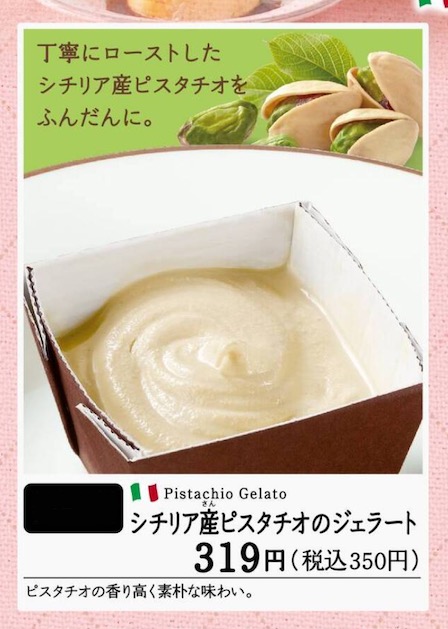 丁寧にローストした
シチリア産ピスタチオを
ふんだんに。
Pistachio Gelato
さん
シチリア産ピスタチオのジェラート
319円(税込350円)
ピスタチオの香り高く素朴な味わい。